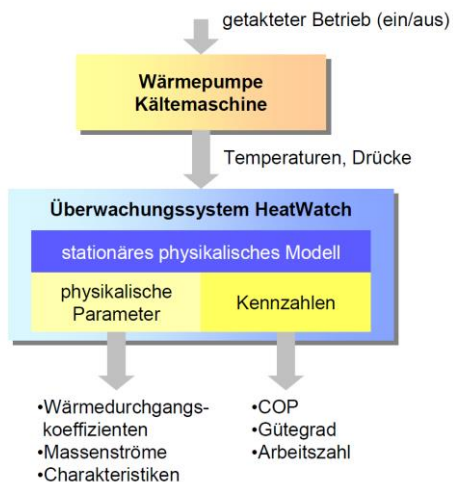 getakteter Betrieb (ein/aus)
Wärmepumpe
Kältemaschine
Temperaturen, Drücke
Überwachungssystem HeatWatch
stationäres physikalisches Modell
physikalische
Parameter
Kennzahlen
•Wärmedurchgangs-
koeffizienten
•Massenströme
•Charakteristiken
•COP
•Gütegrad
•Arbeitszahl